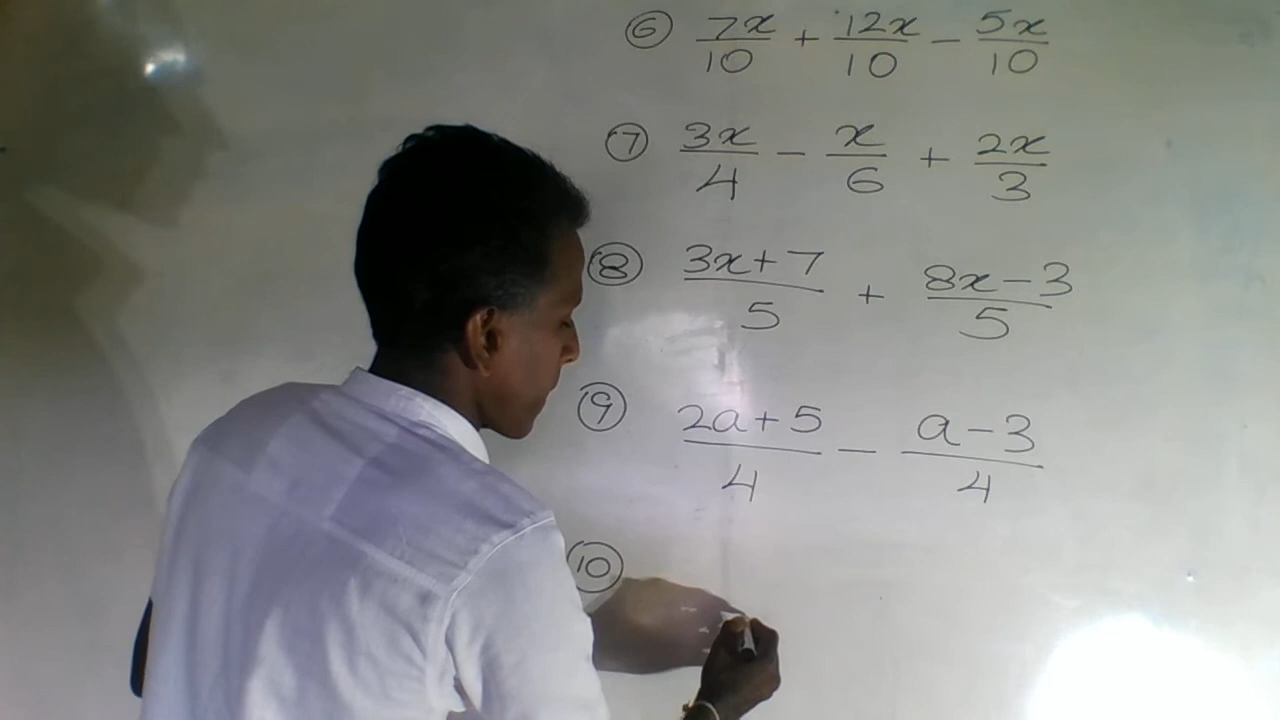 ⑥ 7x/10 + 12x/10 − 5x/10
⑦ 3x/4 − x/6 + 2x/3
⑧ 3x+7/5 + 8x−3/5
⑨ 2a+5/4 − a−3/4
⑩